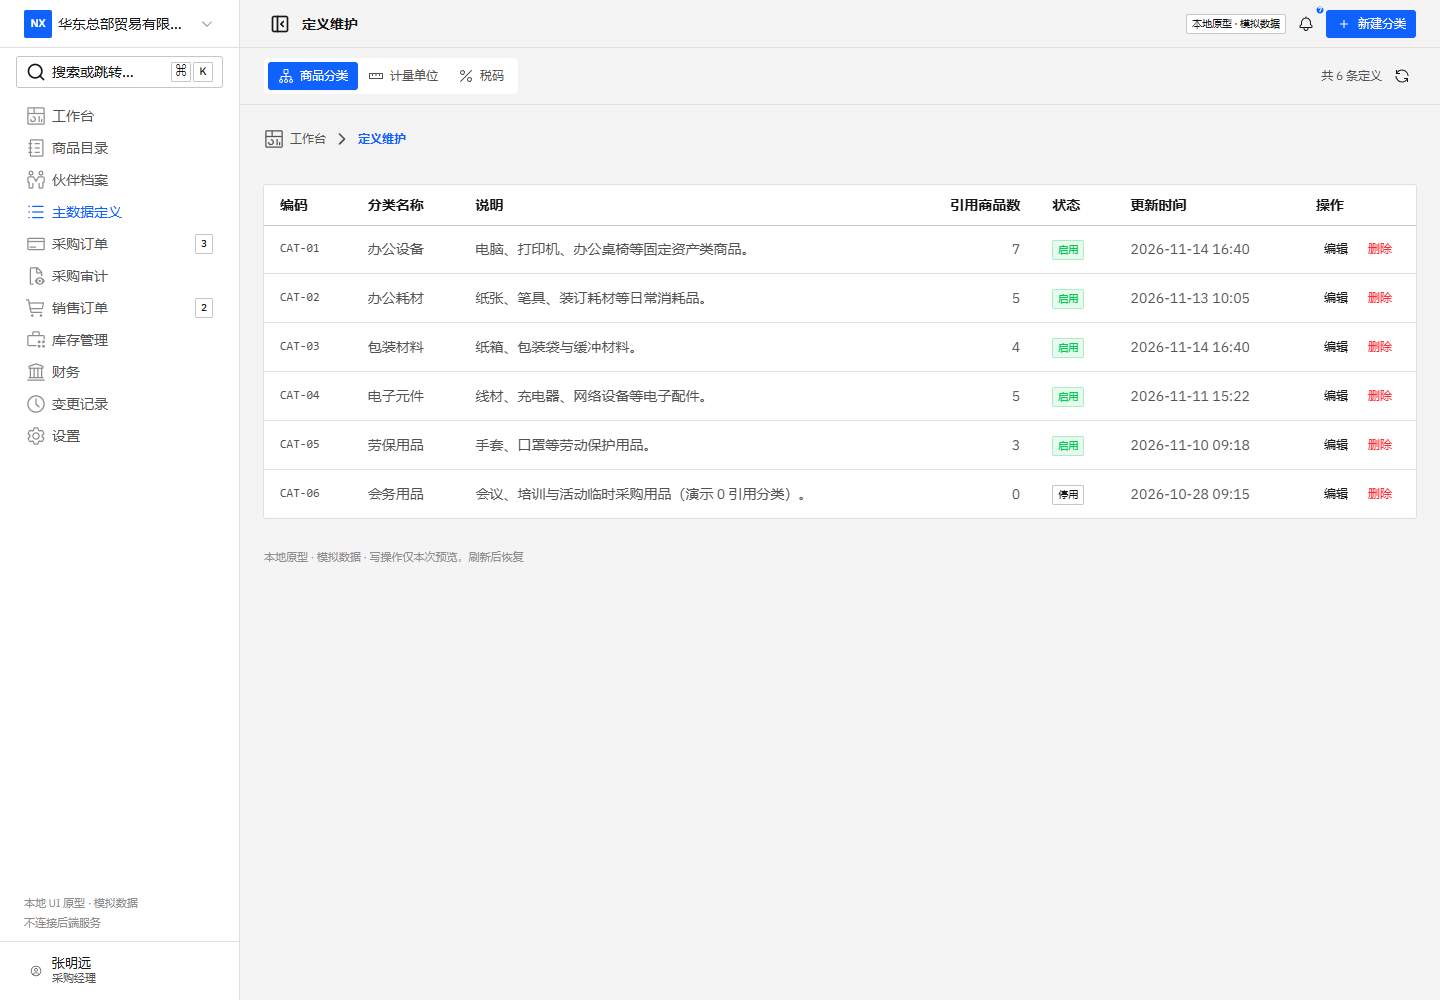 NX 华东总部贸易有限...
搜索或跳转... ⌘ K
工作台
商品目录
伙伴档案
主数据定义
采购订单 3
采购审计
销售订单 2
库存管理
财务
变更记录
设置
本地 UI 原型 · 模拟数据
不连接后端服务
张明远
采购经理
定义维护
本地原型 · 模拟数据
7
新建分类
商品分类 计量单位 税码
共 6 条定义
工作台 定义维护
编码 分类名称 说明 引用商品数 状态 更新时间 操作
CAT-01 办公设备 电脑、打印机、办公桌椅等固定资产类商品。 7 启用 2026-11-14 16:40 编辑 删除
CAT-02 办公耗材 纸张、笔具、装订耗材等日常消耗品。 5 启用 2026-11-13 10:05 编辑 删除
CAT-03 包装材料 纸箱、包装袋与缓冲材料。 4 启用 2026-11-14 16:40 编辑 删除
CAT-04 电子元件 线材、充电器、网络设备等电子配件。 5 启用 2026-11-11 15:22 编辑 删除
CAT-05 劳保用品 手套、口罩等劳动保护用品。 3 启用 2026-11-10 09:18 编辑 删除
CAT-06 会务用品 会议、培训与活动临时采购用品（演示 0 引用分类）。 0 停用 2026-10-28 09:15 编辑 删除
本地原型 · 模拟数据 · 写操作仅本次预览，刷新后恢复